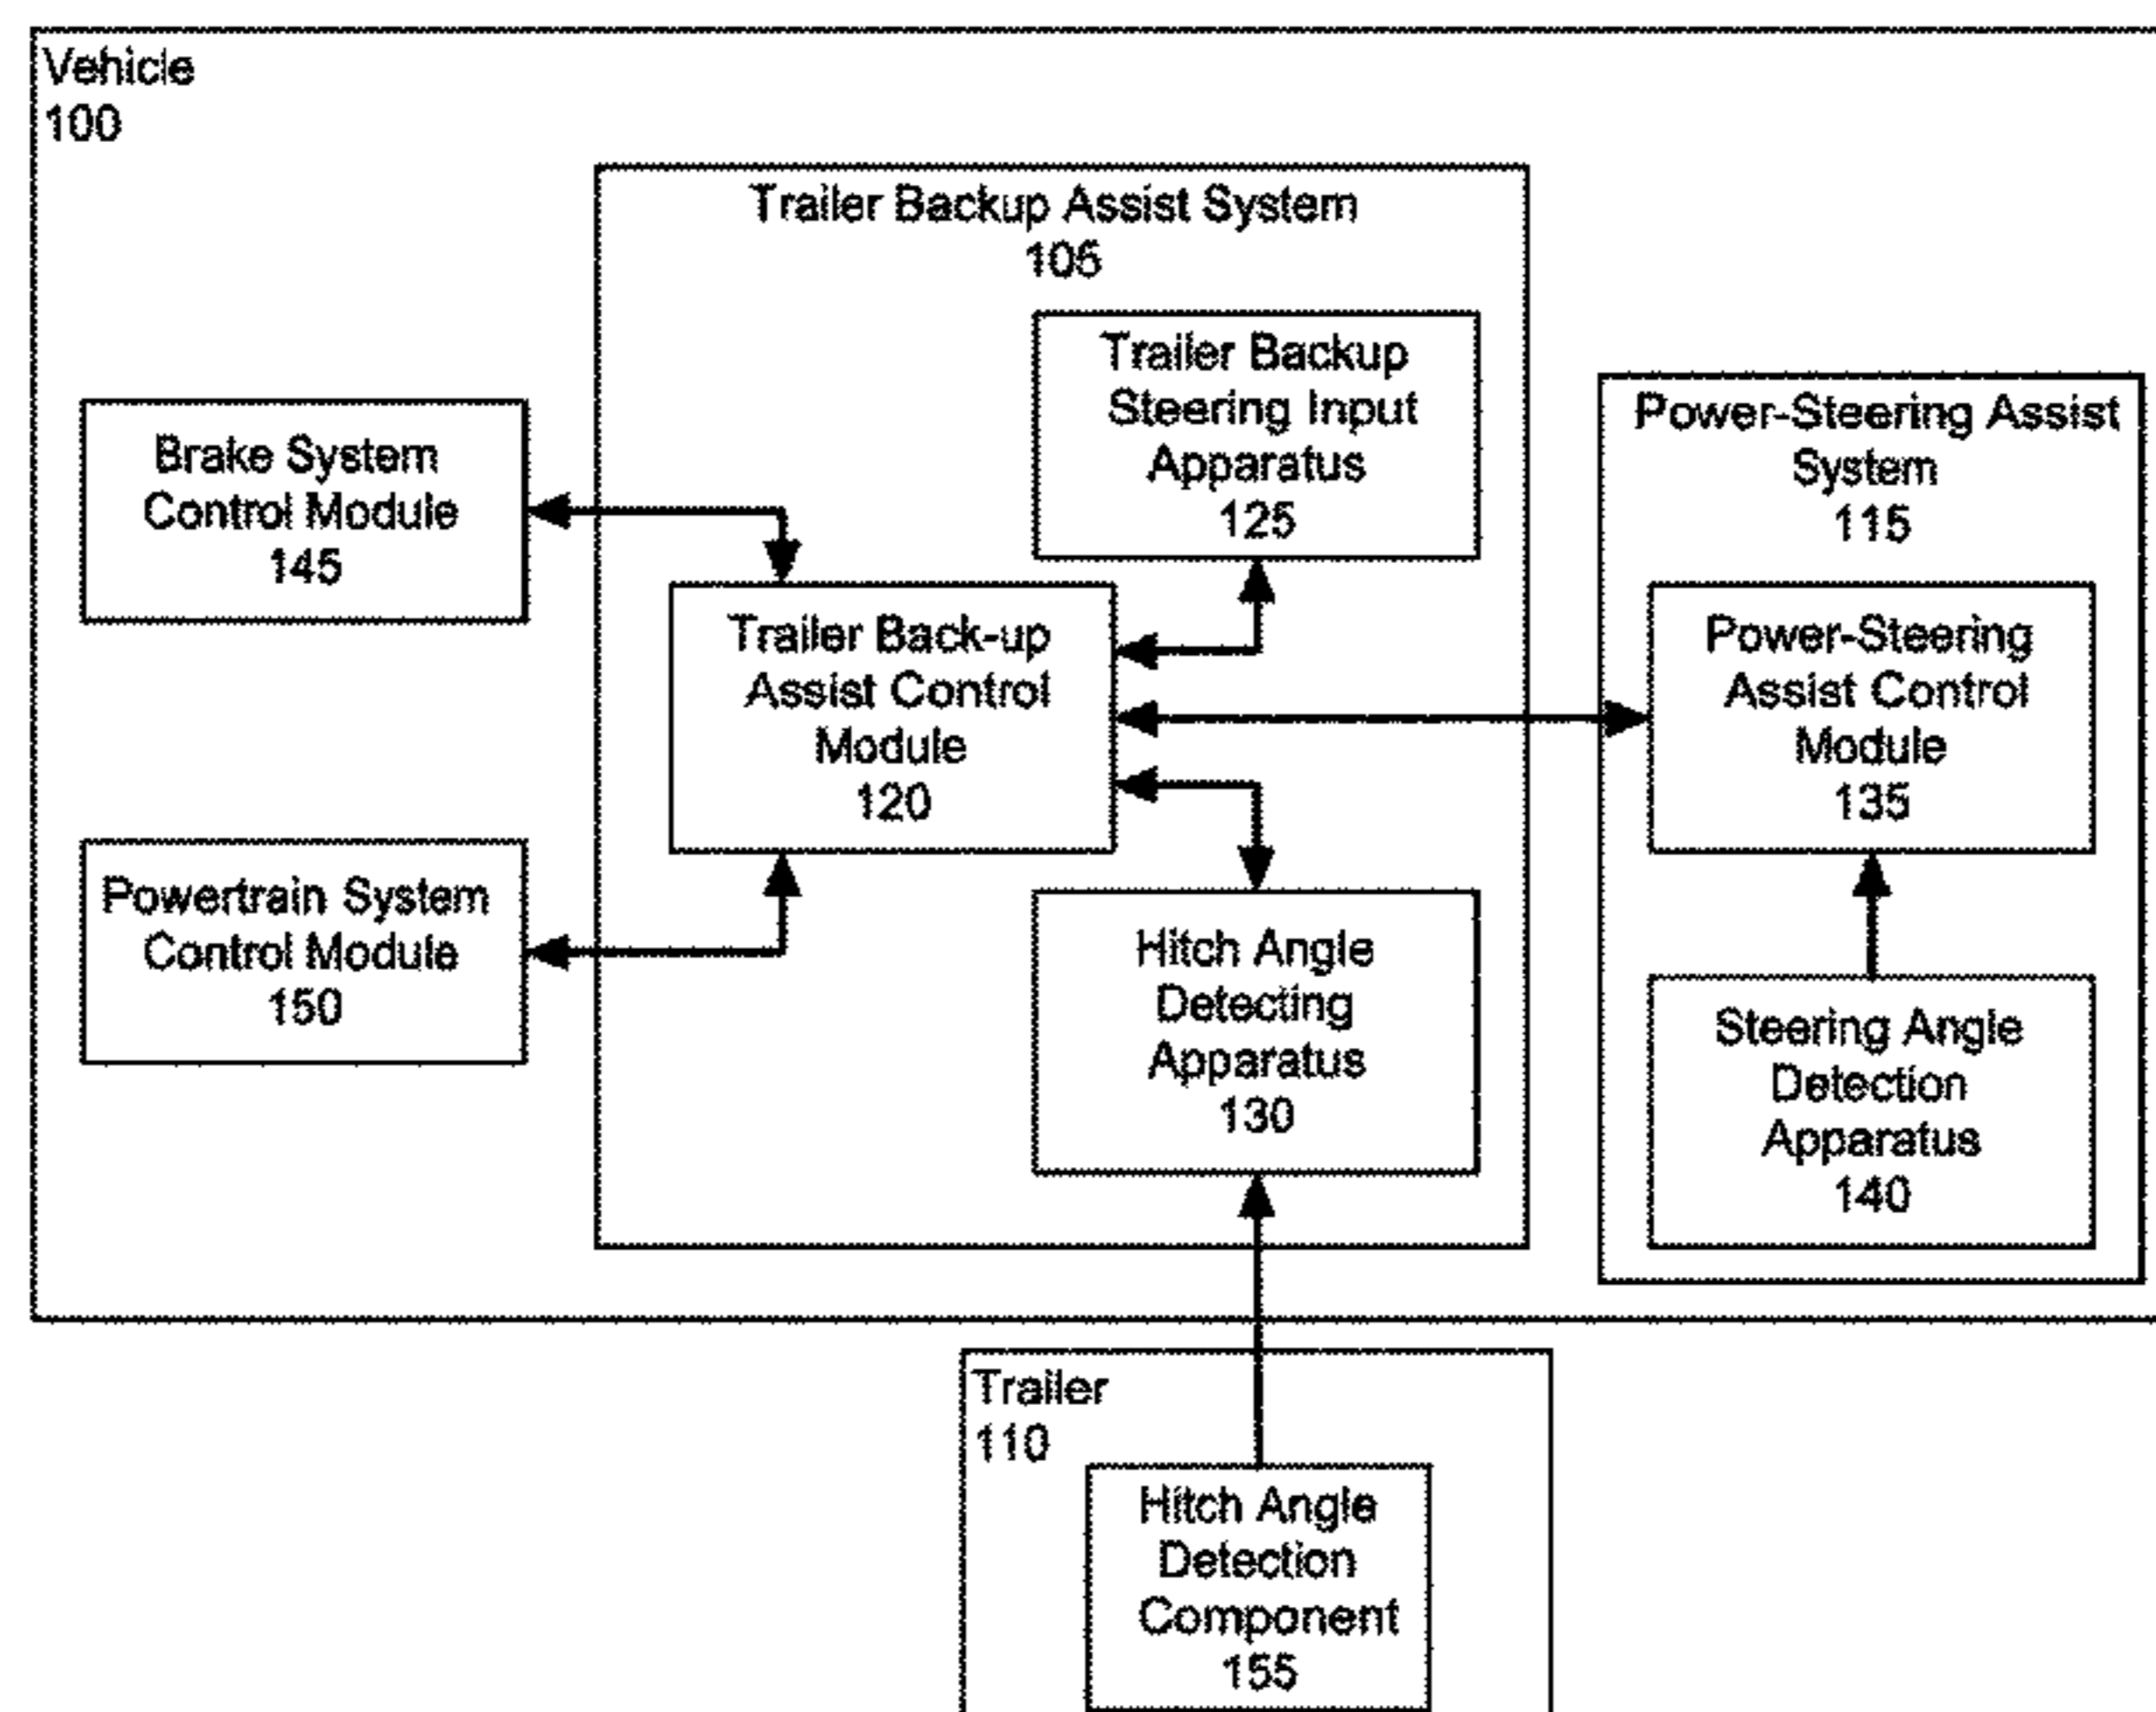 Vehicle
100
Trailer Backup Assist System
105
Trailer Backup
Steering Input
Apparatus
125
Power-Steering Assist
System
115
Brake System
Control Module
145
Trailer Back-up
Assist Control
Module
120
Power-Steering
Assist Control
Module
135
Powertrain System
Control Module
150
Hitch Angle
Detecting
Apparatus
130
Steering Angle
Detection
Apparatus
140
Trailer
110
Hitch Angle
Detection
Component
155